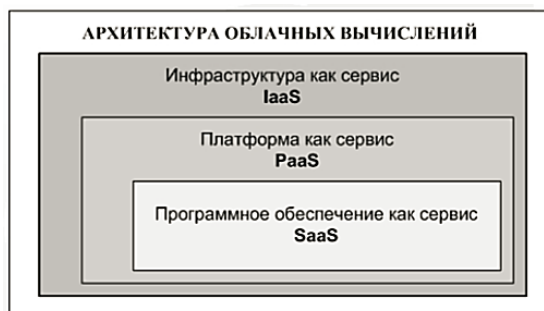 АРХИТЕКТУРА ОБЛАЧНЫХ ВЫЧИСЛЕНИЙ
Инфраструктура как сервис
IaaS
Платформа как сервис
PaaS
Программное обеспечение как сервис
SaaS